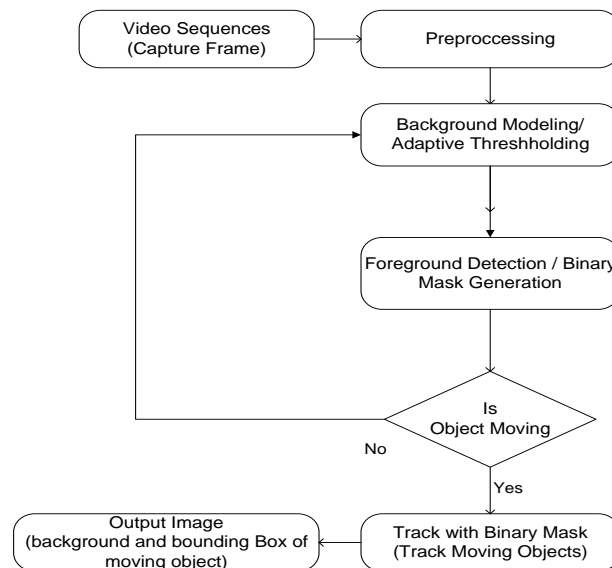 Video Sequences
(Capture Frame)
Preproccessing
Background Modeling/
Adaptive Threshholding
Foreground Detection / Binary
Mask Generation
Is
Object Moving
No
Yes
Track with Binary Mask
(Track Moving Objects)
Output Image
(background and bounding Box of
moving object)